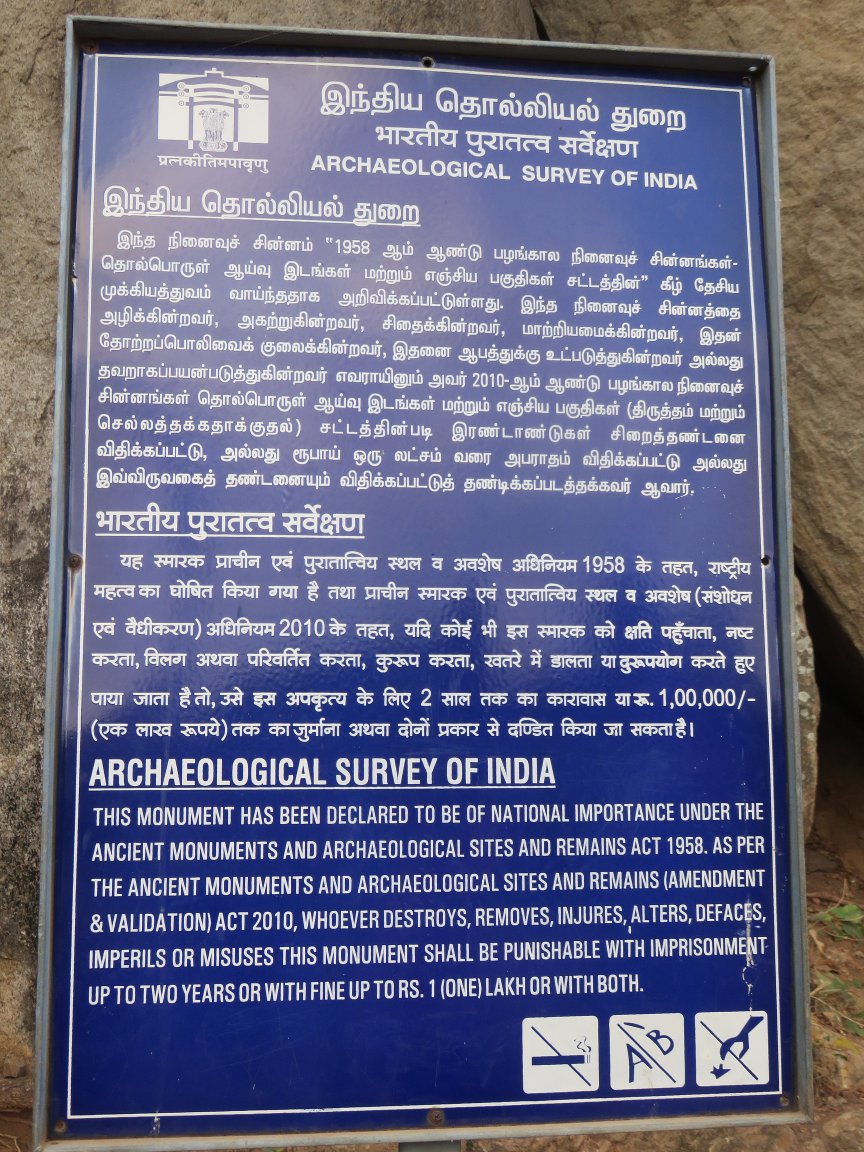 प्रत्नकीर्तिमपावृणु
இந்திய தொல்லியல் துறை
भारतीय पुरातत्व सर्वेक्षण
ARCHAEOLOGICAL SURVEY OF INDIA
இந்திய தொல்லியல் துறை
இந்த நினைவுச் சின்னம் "1958 ஆம் ஆண்டு பழங்கால நினைவுச் சின்னங்கள்-
தொல்பொருள் ஆய்வு இடங்கள் மற்றும் எஞ்சிய பகுதிகள் சட்டத்தின்" கீழ் தேசிய
முக்கியத்துவம் வாய்ந்ததாக அறிவிக்கப்பட்டுள்ளது. இந்த நினைவுச் சின்னத்தை
அழிக்கின்றவர், அகற்றுகின்றவர், சிதைக்கின்றவர், மாற்றியமைக்கின்றவர், இதன்
தோற்றப்பொலிவைக் குலைக்கின்றவர், இதனை ஆபத்துக்கு உட்படுத்துகின்றவர் அல்லது
தவறாகப்பயன்படுத்துகின்றவர் எவராயினும் அவர் 2010-ஆம் ஆண்டு பழங்கால நினைவுச்
சின்னங்கள் தொல்பொருள் ஆய்வு இடங்கள் மற்றும் எஞ்சிய பகுதிகள் (திருத்தம் மற்றும்
செல்லத்தக்கதாக்குதல்) சட்டத்தின்படி இரண்டாண்டுகள் சிறைத்தண்டனை
விதிக்கப்பட்டு, அல்லது ரூபாய் ஒரு லட்சம் வரை அபராதம் விதிக்கப்பட்டு அல்லது
இவ்விருவகைத் தண்டனையும் விதிக்கப்பட்டுத் தண்டிக்கப்படத்தக்கவர் ஆவார்.
भारतीय पुरातत्व सर्वेक्षण
यह स्मारक प्राचीन एवं पुरातात्विय स्थल व अवशेष अधिनियम 1958 के तहत, राष्ट्रीय
महत्व का घोषित किया गया है तथा प्राचीन स्मारक एवं पुरातात्विय स्थल व अवशेष (संशोधन
एवं वैधीकरण) अधिनियम 2010 के तहत, यदि कोई भी इस स्मारक को क्षति पहुँचाता, नष्ट
करता, विलग अथवा परिवर्तित करता, कुरूप करता, खतरे में डालता या दुरूपयोग करते हुए
पाया जाता है तो, उसे इस अपकृत्य के लिए 2 साल तक का कारावास या रू. 1,00,000/-
(एक लाख रूपये) तक का जुर्माना अथवा दोनों प्रकार से दण्डित किया जा सकता है।
ARCHAEOLOGICAL SURVEY OF INDIA
THIS MONUMENT HAS BEEN DECLARED TO BE OF NATIONAL IMPORTANCE UNDER THE
ANCIENT MONUMENTS AND ARCHAEOLOGICAL SITES AND REMAINS ACT 1958. AS PER
THE ANCIENT MONUMENTS AND ARCHAEOLOGICAL SITES AND REMAINS (AMENDMENT
& VALIDATION) ACT 2010, WHOEVER DESTROYS, REMOVES, INJURES, ALTERS, DEFACES,
IMPERILS OR MISUSES THIS MONUMENT SHALL BE PUNISHABLE WITH IMPRISONMENT
UP TO TWO YEARS OR WITH FINE UP TO RS. 1 (ONE) LAKH OR WITH BOTH.
A B